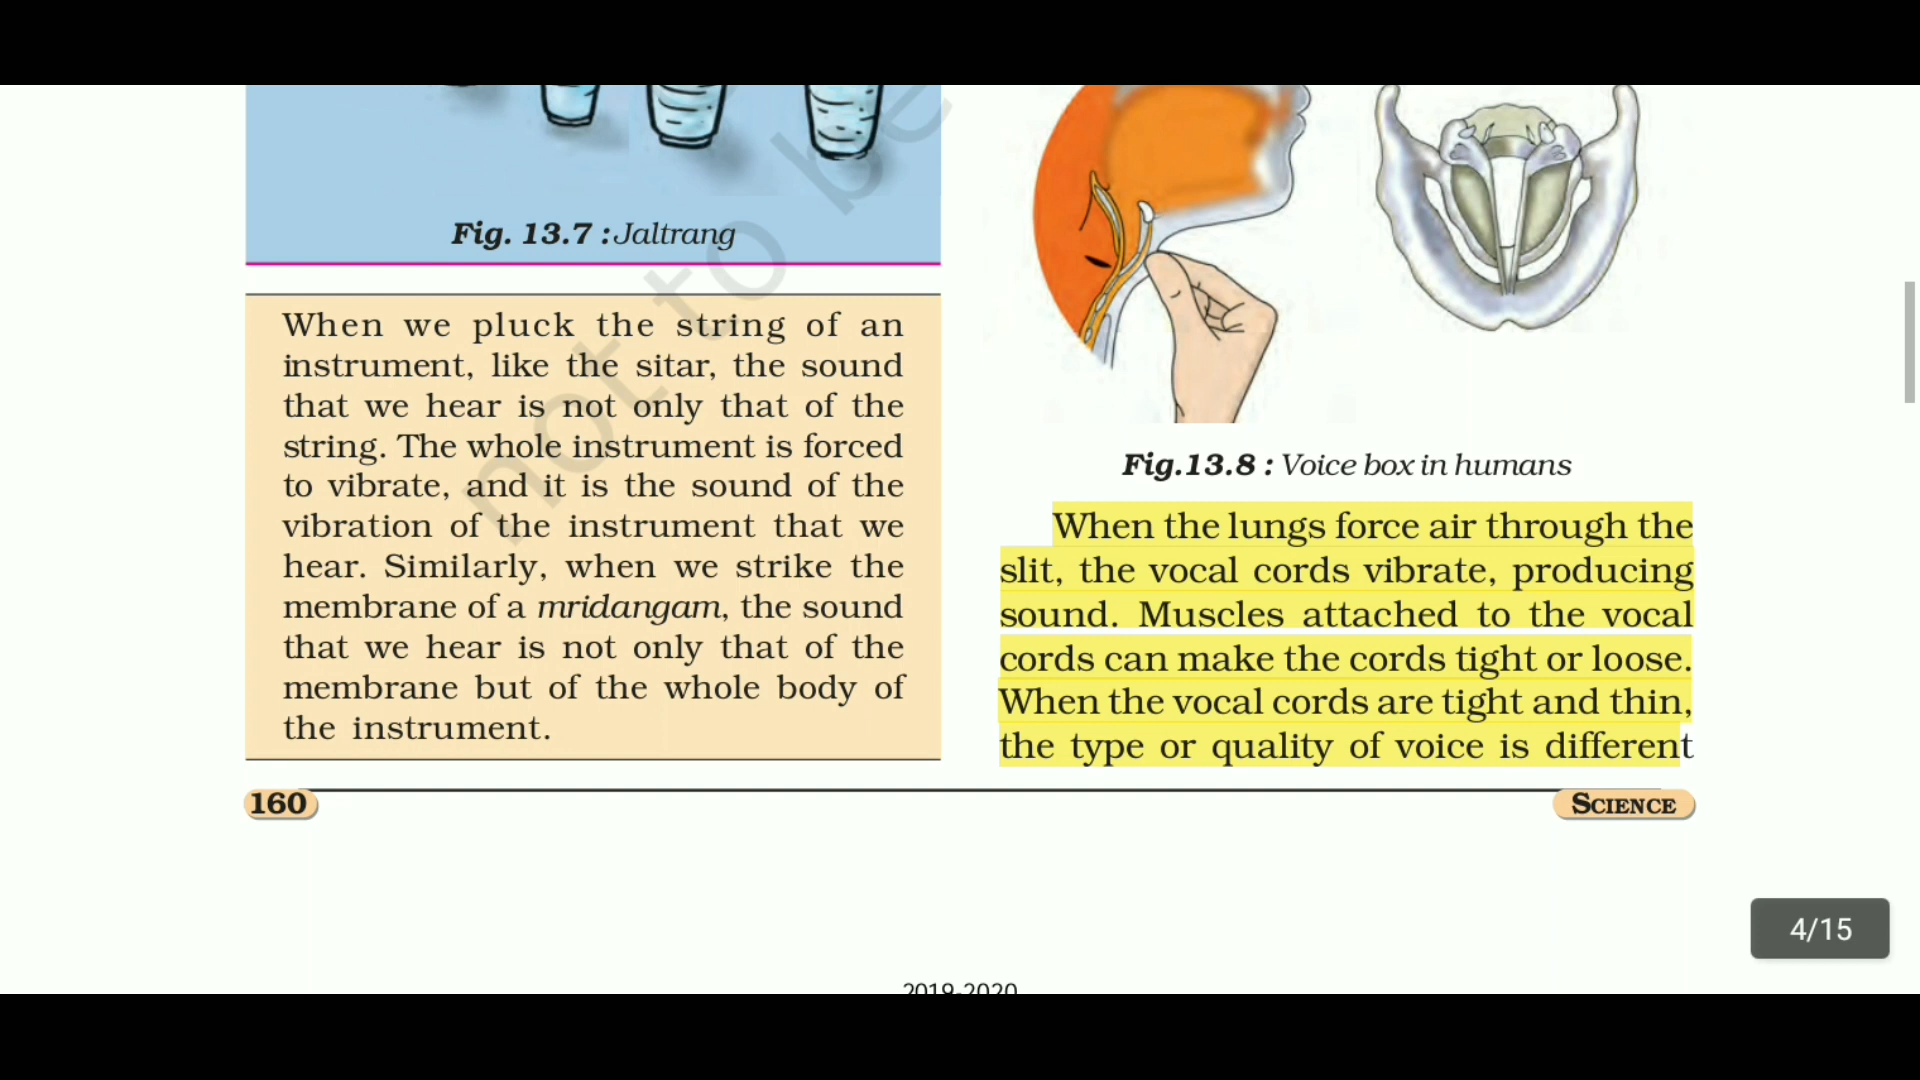 Fig. 13.7 : Jaltrang
When we pluck the string of an
instrument, like the sitar, the sound
that we hear is not only that of the
string. The whole instrument is forced
to vibrate, and it is the sound of the
vibration of the instrument that we
hear. Similarly, when we strike the
membrane of a mridangam, the sound
that we hear is not only that of the
membrane but of the whole body of
the instrument.
Fig.13.8 : Voice box in humans
When the lungs force air through the
slit, the vocal cords vibrate, producing
sound. Muscles attached to the vocal
cords can make the cords tight or loose.
When the vocal cords are tight and thin,
the type or quality of voice is different
not to be
160
SCIENCE
4/15
2019-2020